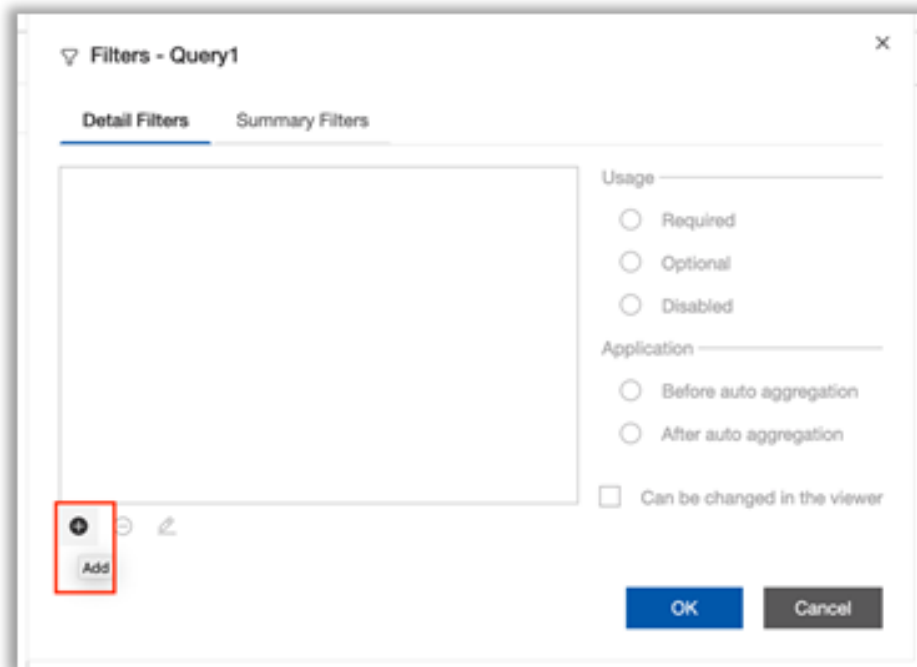 Filters - Query1
Detail Filters
Summary Filters
Usage
Required
Optional
Disabled
Application
Before auto aggregation
After auto aggregation
Can be changed in the viewer
Add
OK
Cancel